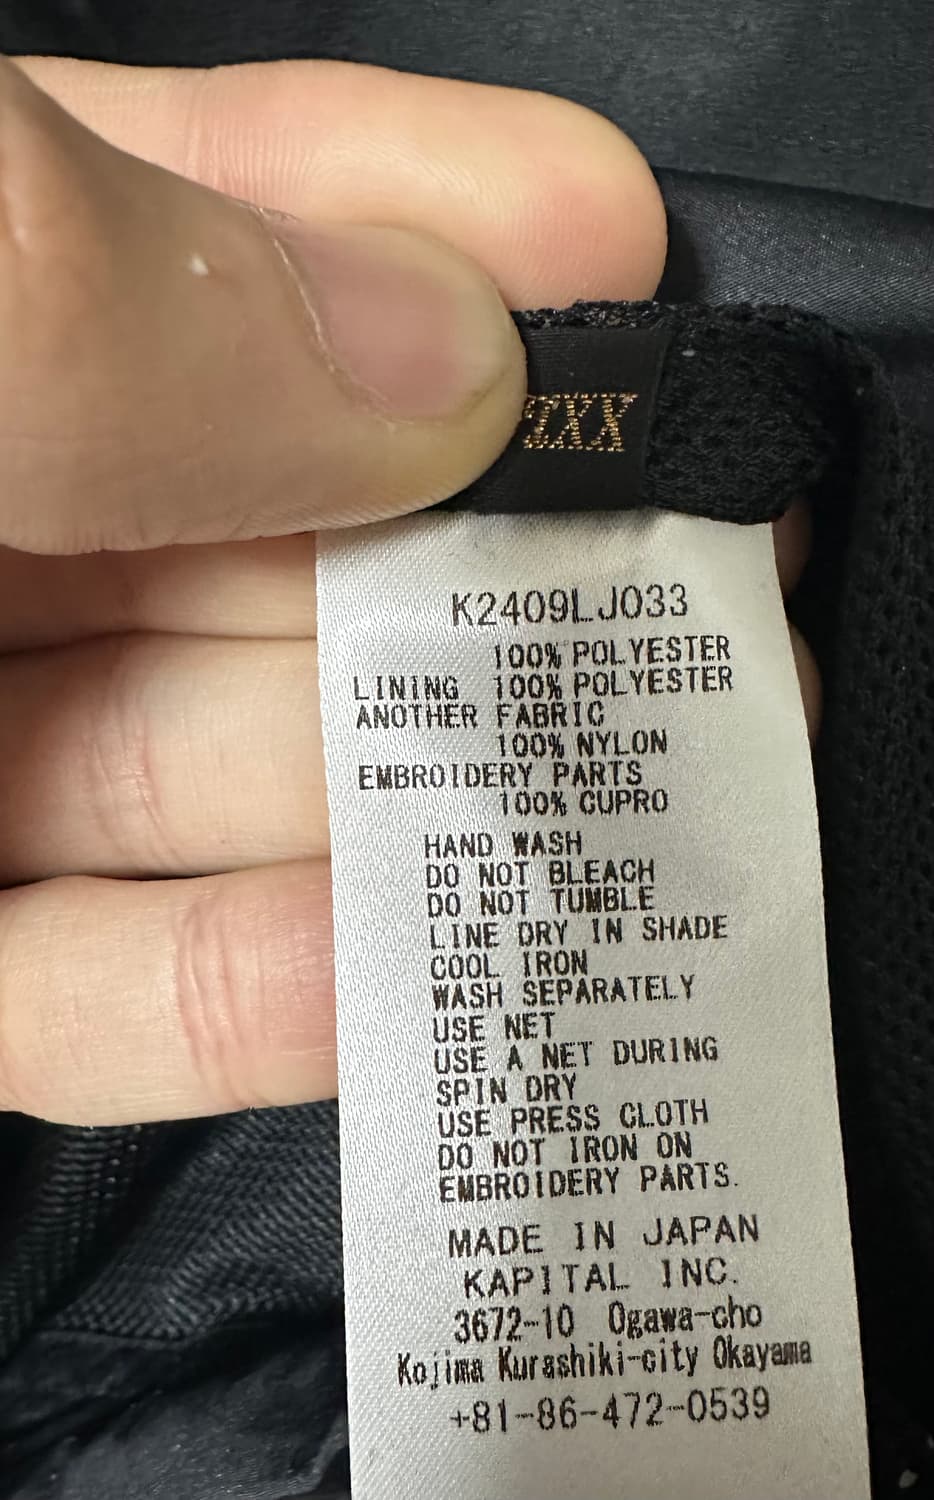 XXL
K2409LJ033
100% POLYESTER
LINING 100% POLYESTER
ANOTHER FABRIC
100% NYLON
EMBROIDERY PARTS
100% CUPRO
HAND WASH
DO NOT BLEACH
DO NOT TUMBLE
LINE DRY IN SHADE
COOL IRON
WASH SEPARATELY
USE NET
USE A NET DURING
SPIN DRY
USE PRESS CLOTH
DO NOT IRON ON
EMBROIDERY PARTS.
MADE IN JAPAN
KAPITAL INC.
3672-10 Ogawa-cho
Kojima Kurashiki-city Okayama
+81-86-472-0539